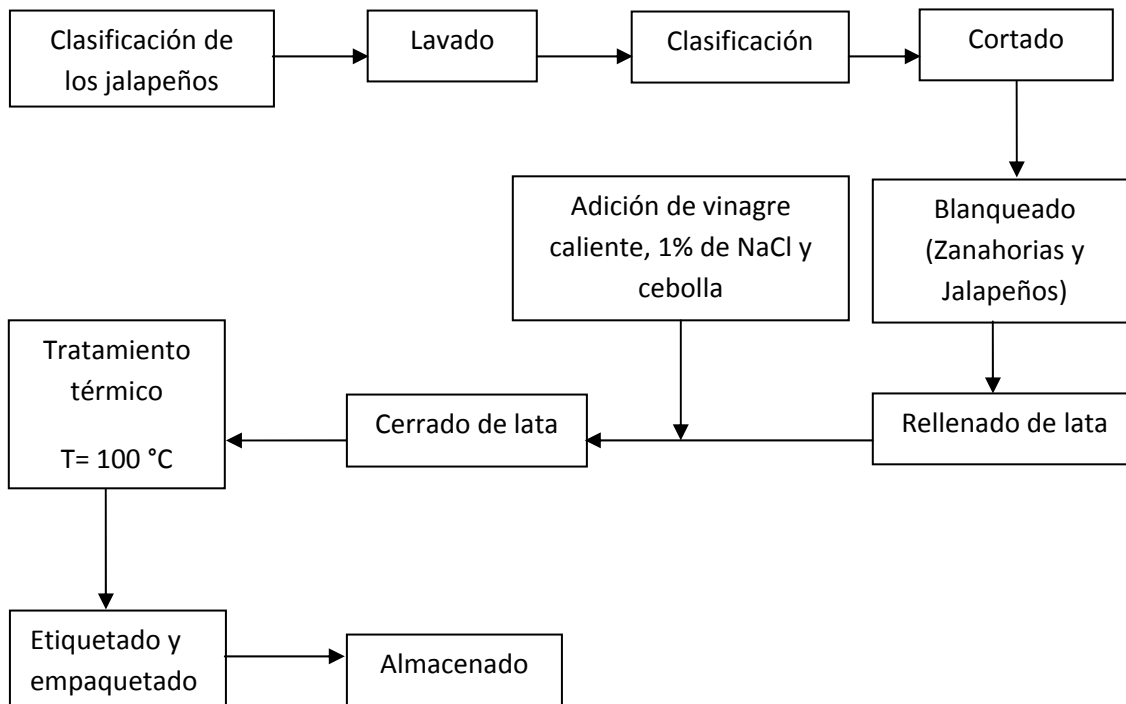 Clasificación de
los jalapeños
Lavado
Clasificación
Cortado
Adición de vinagre
caliente, 1% de NaCl y
cebolla
Blanqueado
(Zanahorias y
Jalapeños)
Tratamiento
térmico
T= 100 °C
Cerrado de lata
Rellenado de lata
Etiquetado y
empaquetado
Almacenado